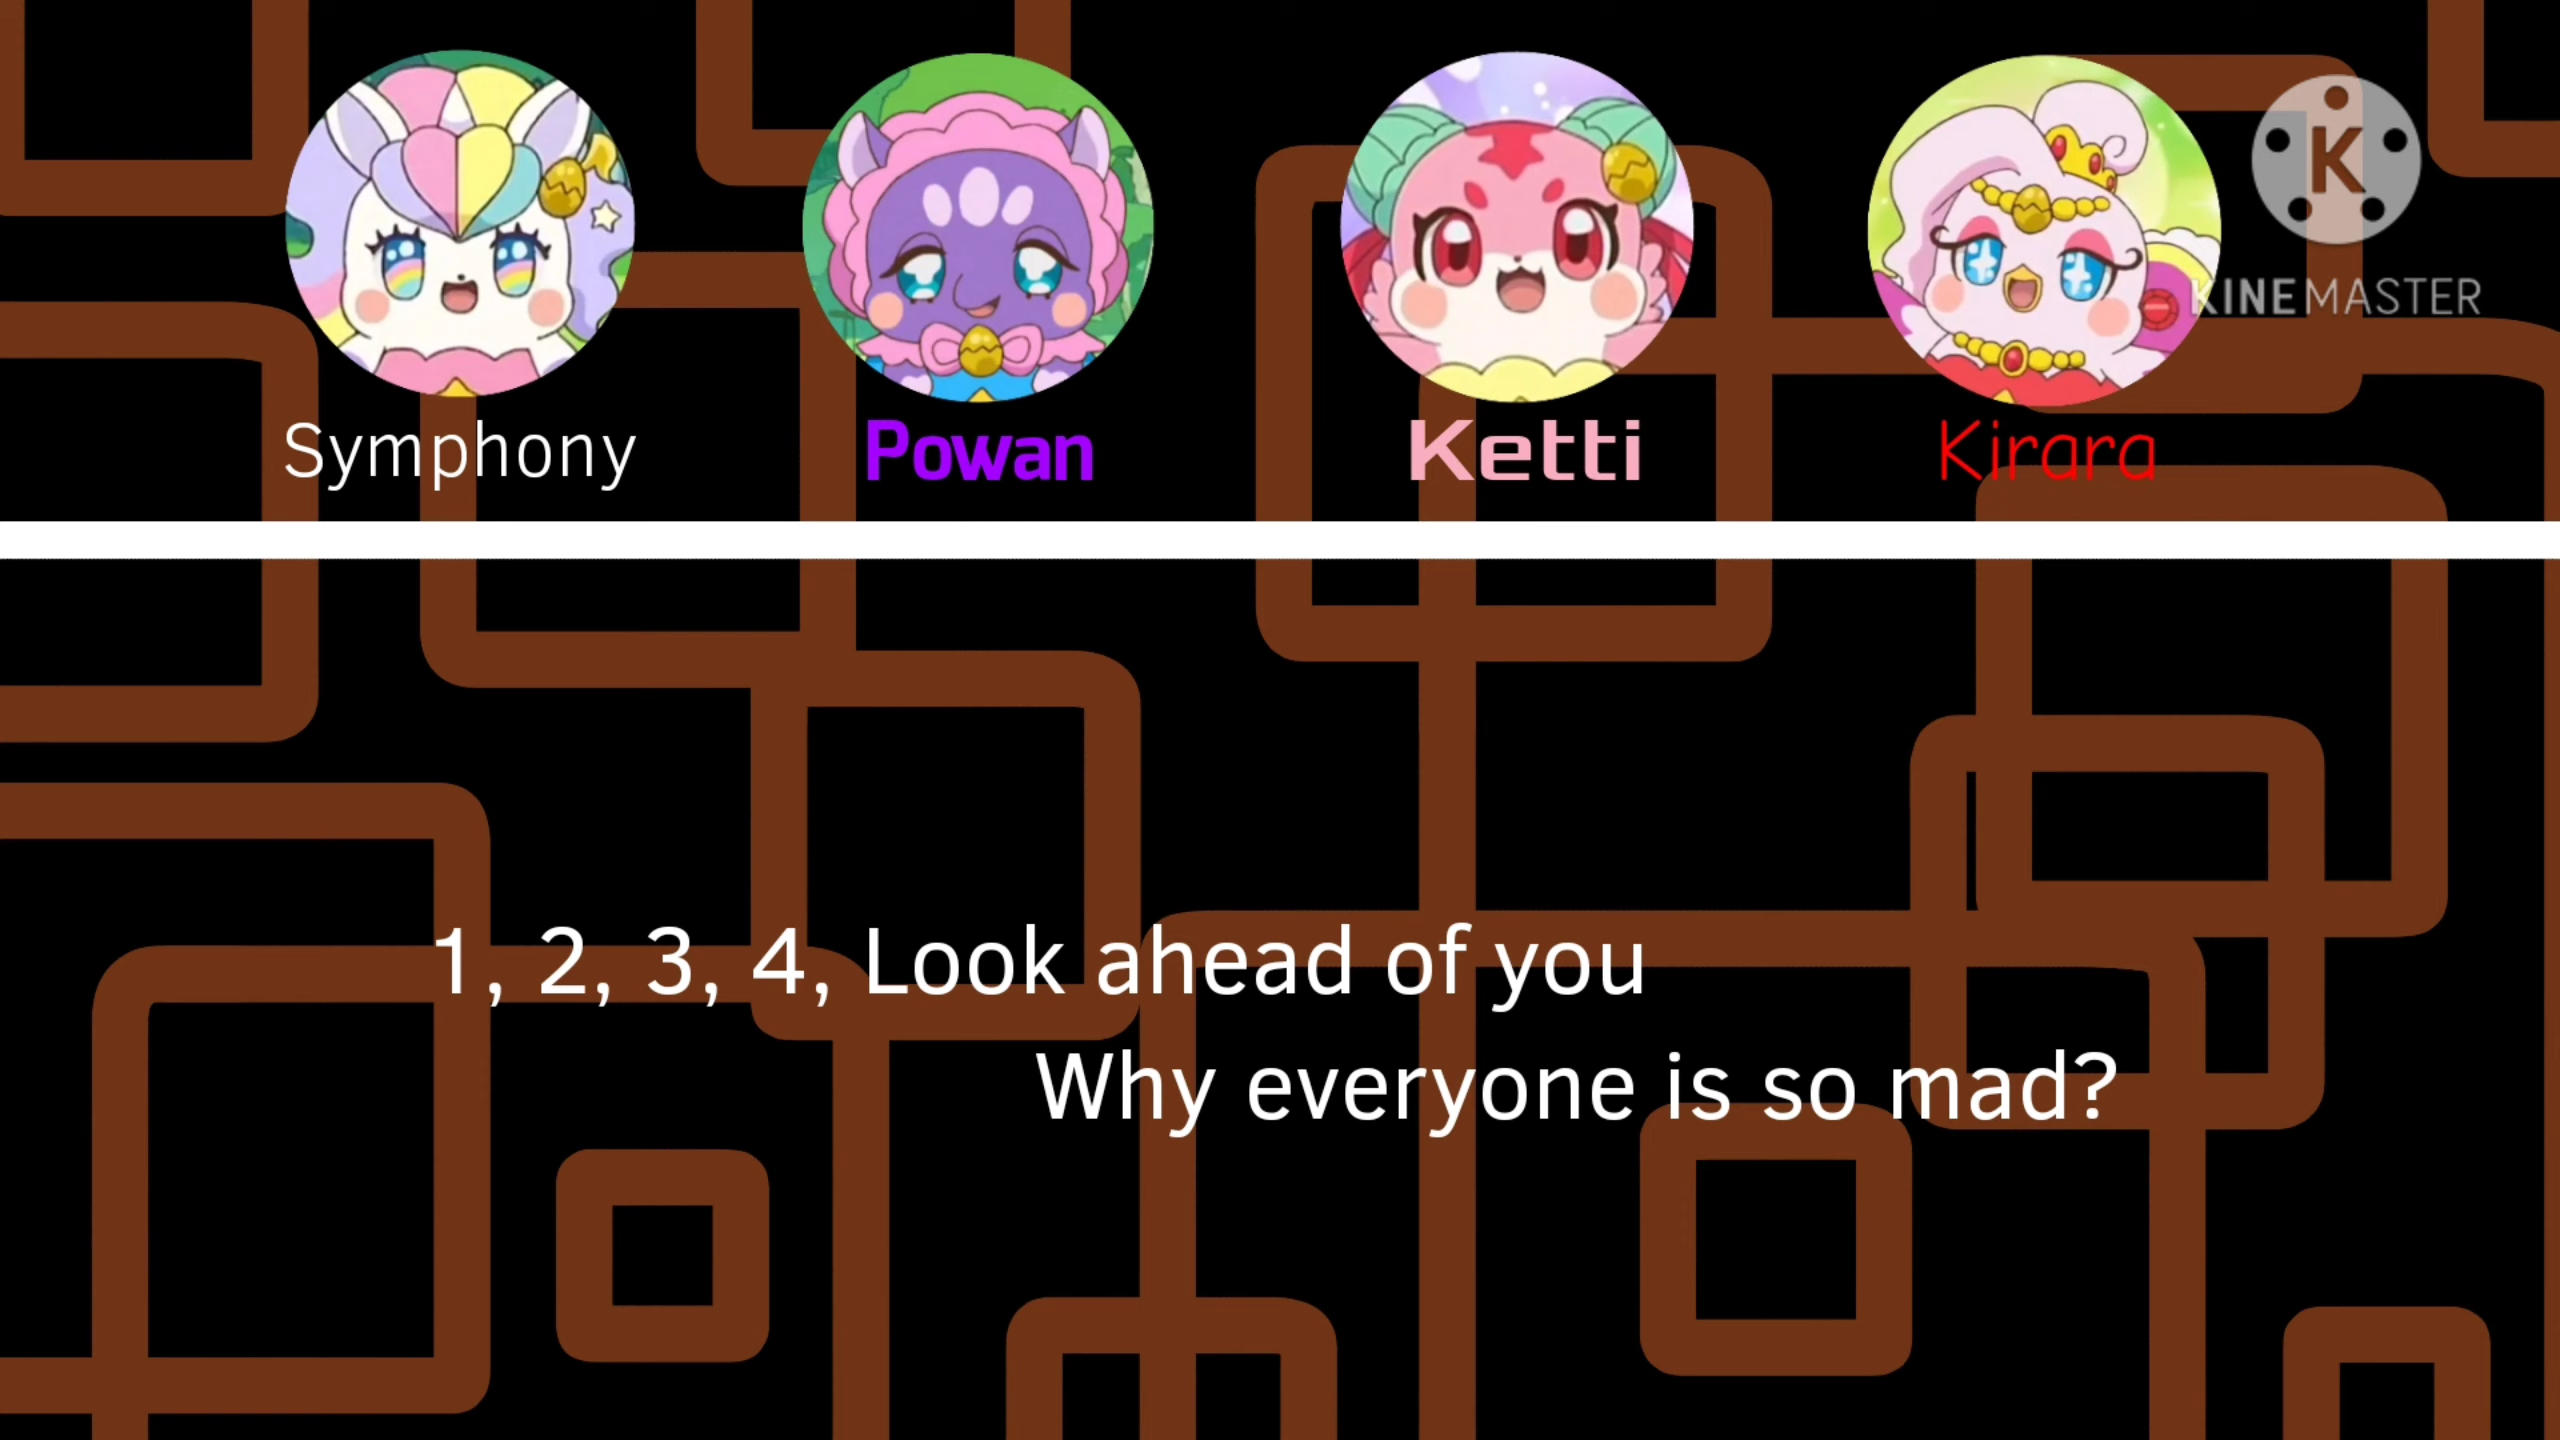 Symphony
Powan
Ketti
Kirara
K
KINEMASTER
1, 2, 3, 4, Look ahead of you
Why everyone is so mad?